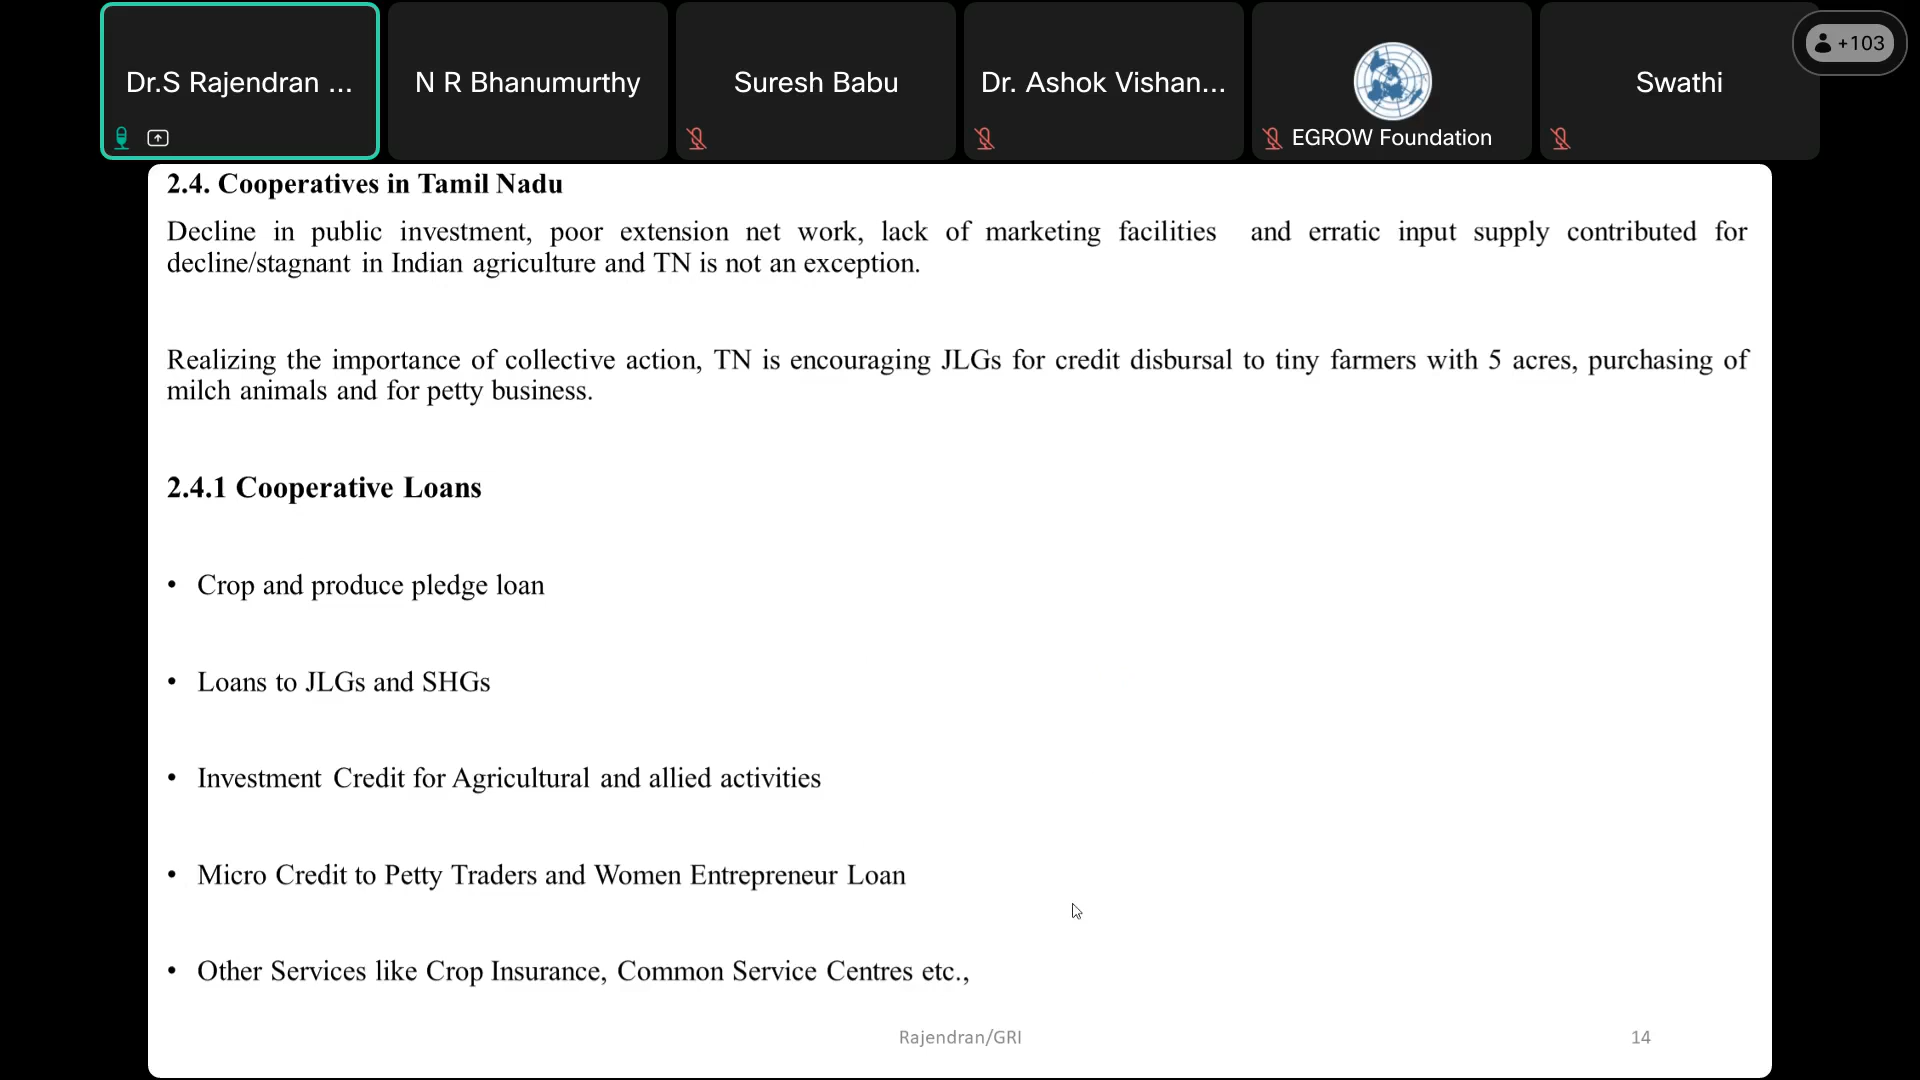 Dr.S Rajendran ...
N R Bhanumurthy
Suresh Babu
Dr. Ashok Vishan...
EGROW Foundation
Swathi
+103
2.4. Cooperatives in Tamil Nadu
Decline in public investment, poor extension net work, lack of marketing facilities and erratic input supply contributed for
decline/stagnant in Indian agriculture and TN is not an exception.
Realizing the importance of collective action, TN is encouraging JLGs for credit disbursal to tiny farmers with 5 acres, purchasing of
milch animals and for petty business.
2.4.1 Cooperative Loans
• Crop and produce pledge loan
• Loans to JLGs and SHGs
• Investment Credit for Agricultural and allied activities
• Micro Credit to Petty Traders and Women Entrepreneur Loan
• Other Services like Crop Insurance, Common Service Centres etc.,
Rajendran/GRI
14